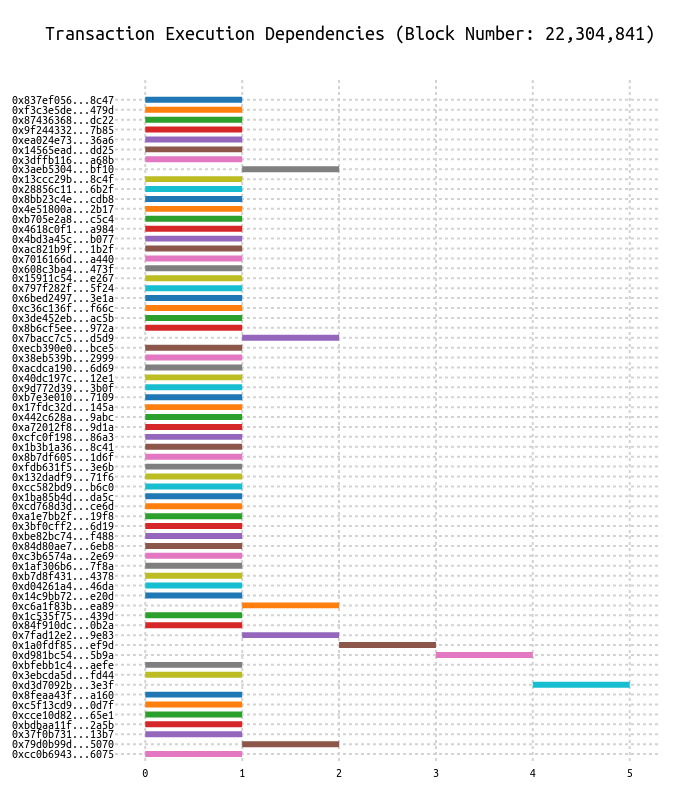 Transaction Execution Dependencies (Block Number: 22,304,841)
0x837ef056...8c47
0xf3c3e5de...479d
0x87436368...dc22
0x9f244332...7b85
0xea024e73...36a6
0x14565ead...dd25
0x3dffb116...a68b
0x3aeb5304...bf10
0x13ccc29b...8c4f
0x28856c11...6b2f
0x8bb23c4e...cdb8
0x4e51800a...2b17
0xb705e2a8...c5c4
0x4618c0f1...a984
0x4bd3a45c...b077
0xac821b9f...1b2f
0x7016166d...a440
0x608c3ba4...473f
0x15911c54...e267
0x797f282f...5f24
0x6bed2497...3e1a
0xc36c136f...f66c
0x3de452eb...ac5b
0x8b6cf5ee...972a
0x7bacc7c5...d5d9
0xecb390e0...bce5
0x38eb539b...2999
0xacdca190...6d69
0x40dc197c...12e1
0x9d772d39...3b0f
0xb7e3e010...7109
0x17fdc32d...145a
0x442c628a...9abc
0xa72012f8...9d1a
0xcfc0f198...86a3
0x1b3b1a36...8c41
0x8b7df605...1d6f
0xfdb631f5...3e6b
0x132dadf9...71f6
0xcc582bd9...b6c0
0x1ba85b4d...da5c
0xcd768d3d...ce6d
0xa1e7bb2f...19f8
0x3bf0cff2...6d19
0xbe82bc74...f488
0x84d80ae7...6eb8
0xc3b6574a...2e69
0x1af306b6...7f8a
0xb7d8f431...4378
0xd04261a4...46da
0x14c9bb72...e20d
0xc6a1f83b...ea89
0x1c535f75...439d
0x84f910dc...0b2a
0x7fad12e2...9e83
0x1a0fdf85...ef9d
0xd981bc54...5b9a
0xbfebb1c4...aefe
0x3ebcda5d...fd44
0xd3d7092b...3e3f
0x8feaa43f...a160
0xc5f13cd9...0d7f
0xcce10d82...65e1
0xbdbaa11f...2a5b
0x37f0b731...13b7
0x79d0b99d...5070
0xcc0b6943...6075
0 1 2 3 4 5